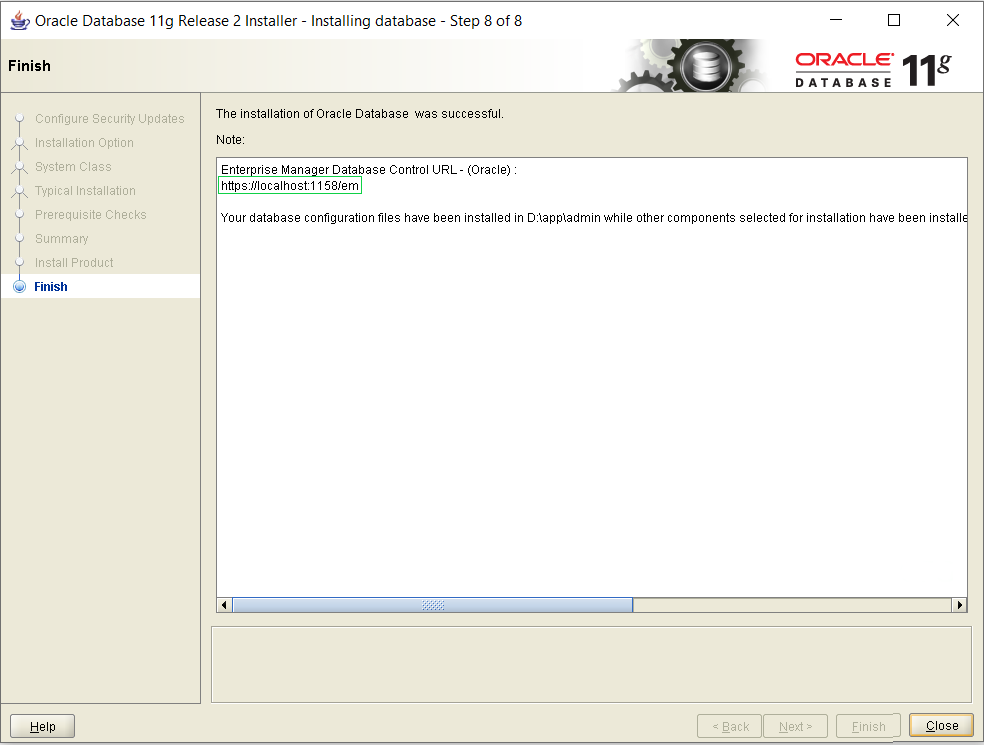 Oracle Database 11g Release 2 Installer - Installing database - Step 8 of 8
Finish
ORACLE
DATABASE
11g
Configure Security Updates
Installation Option
System Class
Typical Installation
Prerequisite Checks
Summary
Install Product
Finish
The installation of Oracle Database was successful.
Note:
Enterprise Manager Database Control URL - (Oracle) :
https://localhost:1158/em
Your database configuration files have been installed in D:\app\admin while other components selected for installation have been installe
Help
< Back
Next >
Finish
Close